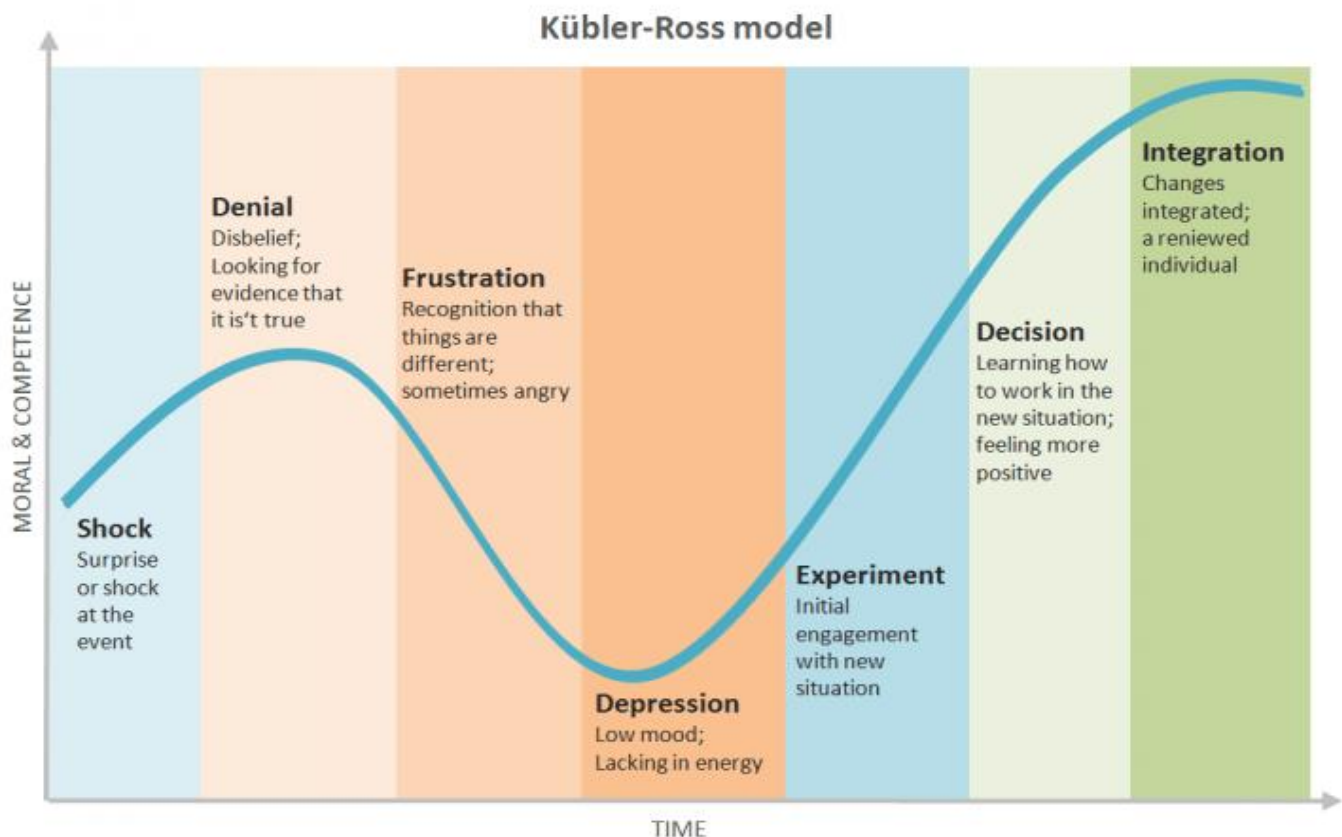 Kübler-Ross model
MORAL & COMPETENCE
Shock
Surprise
or shock
at the
event
Denial
Disbelief;
Looking for
evidence that
it is't true
Frustration
Recognition that
things are
different;
sometimes angry
Depression
Low mood;
Lacking in energy
Experiment
Initial
engagement
with new
situation
Decision
Learning how
to work in the
new situation;
feeling more
positive
Integration
Changes
integrated;
a reniewed
individual
TIME